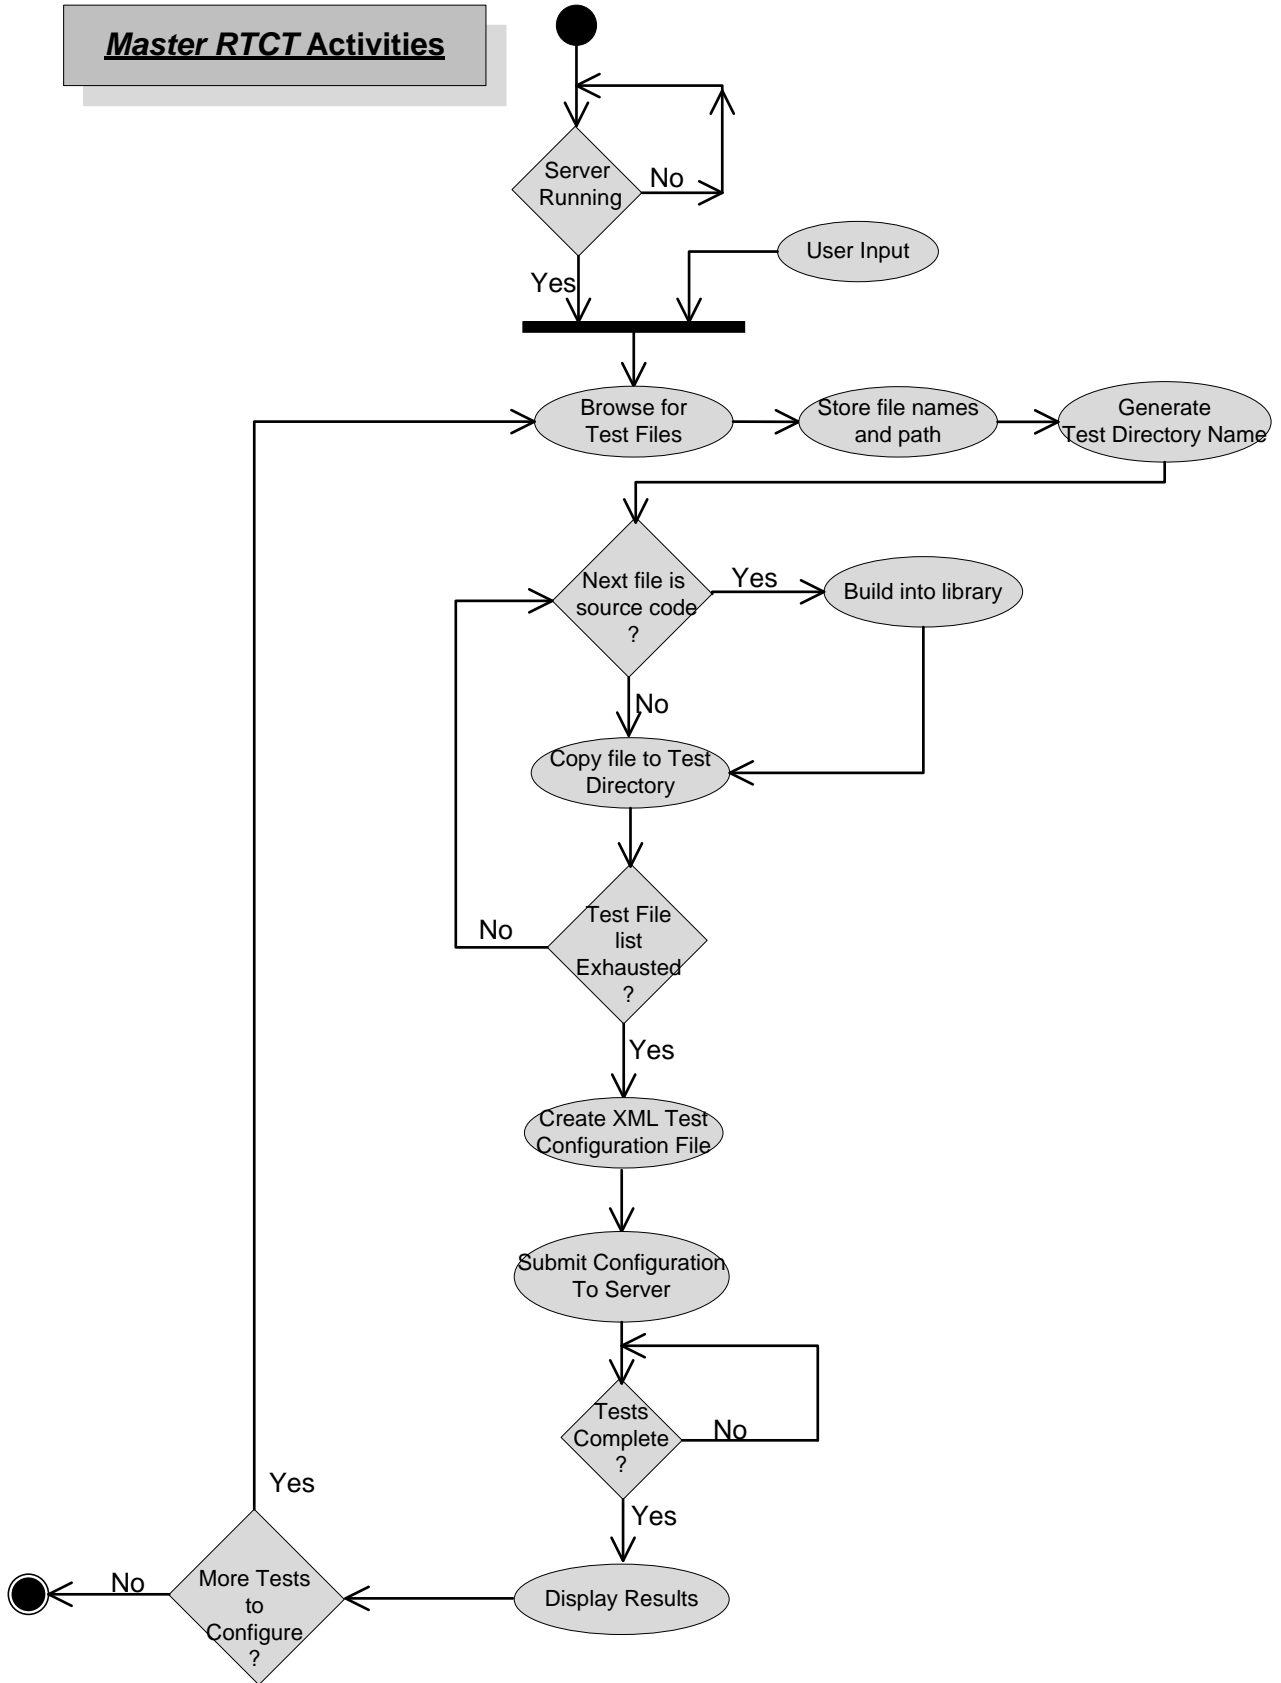 Master RTCT Activities
Server
Running
No
User Input
Yes
Browse for
Test Files
Store file names
and path
Generate
Test Directory Name
Next file is
source code
?
Yes
Build into library
No
Copy file to Test
Directory
Test File
list
Exhausted
?
No
Yes
Create XML Test
Configuration File
Submit Configuration
To Server
Tests
Complete
?
No
Yes
Display Results
More Tests
to
Configure
?
Yes
No